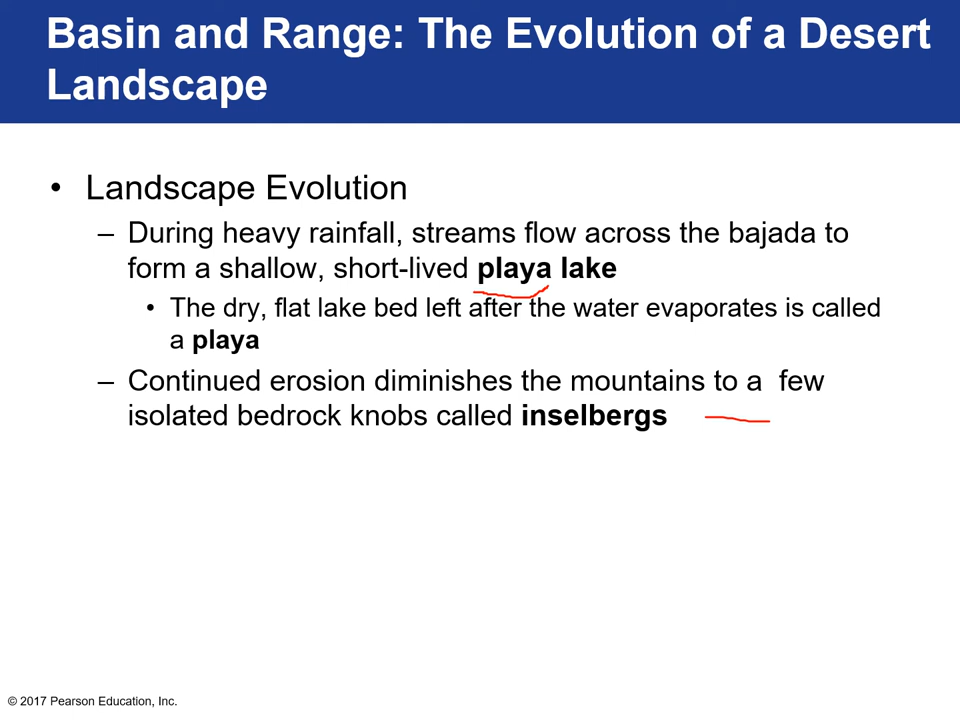 Basin and Range: The Evolution of a Desert
Landscape
• Landscape Evolution
– During heavy rainfall, streams flow across the bajada to
form a shallow, short-lived playa lake
• The dry, flat lake bed left after the water evaporates is called
a playa
– Continued erosion diminishes the mountains to a  few
isolated bedrock knobs called inselbergs
© 2017 Pearson Education, Inc.